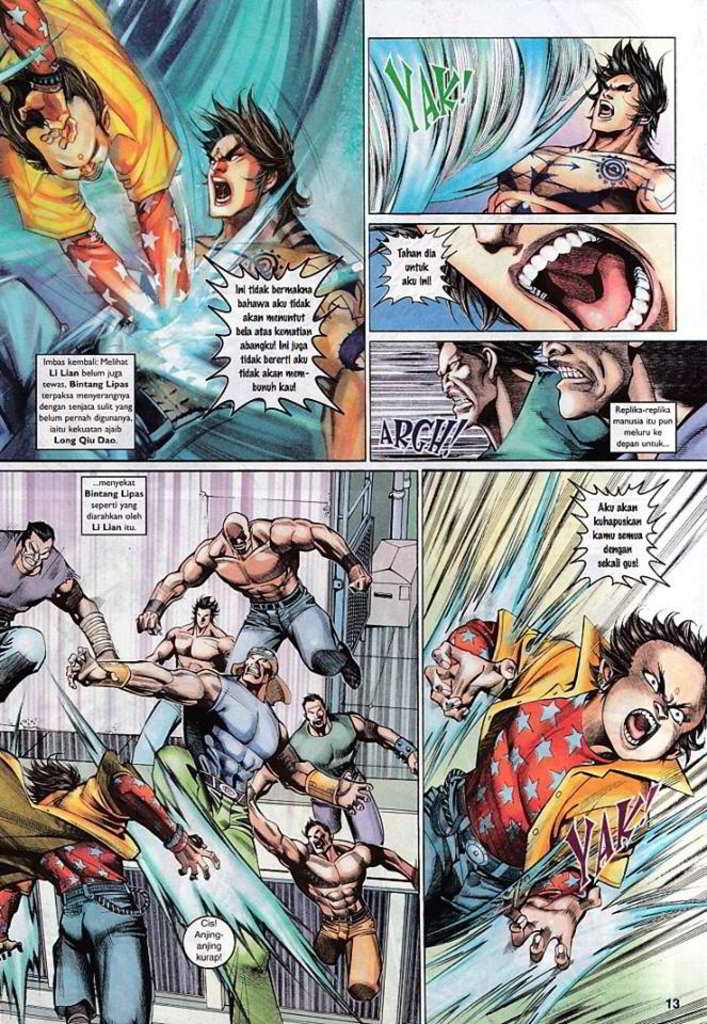 Ini tidak bermakna
bahawa aku tidak
akan menuntut
bela atas kematian
abangku! Ini juga
tidak bererti aku
tidak akan mem-
bunuh kau!
Imbas kembali: Melihat
Li Lian belum juga
tewas, Bintang Lipas
terpaksa menyerangnya
dengan senjata sulit yang
belum pernah digunanya,
iaitu kekuatan ajaib
Long Qiu Dao.
YAK!
Tahan dia
untuk
aku ini!
ARGH!
Replika-replika
manusia itu pun
meluru ke
depan untuk...
...menyekat
Bintang Lipas
seperti yang
diarahkan oleh
Li Lian itu.
Cis!
Anjing-
anjing
kurap!
Aku akan
kuhapuskan
kamu semua
dengan
sekali gus!
YAK!
13